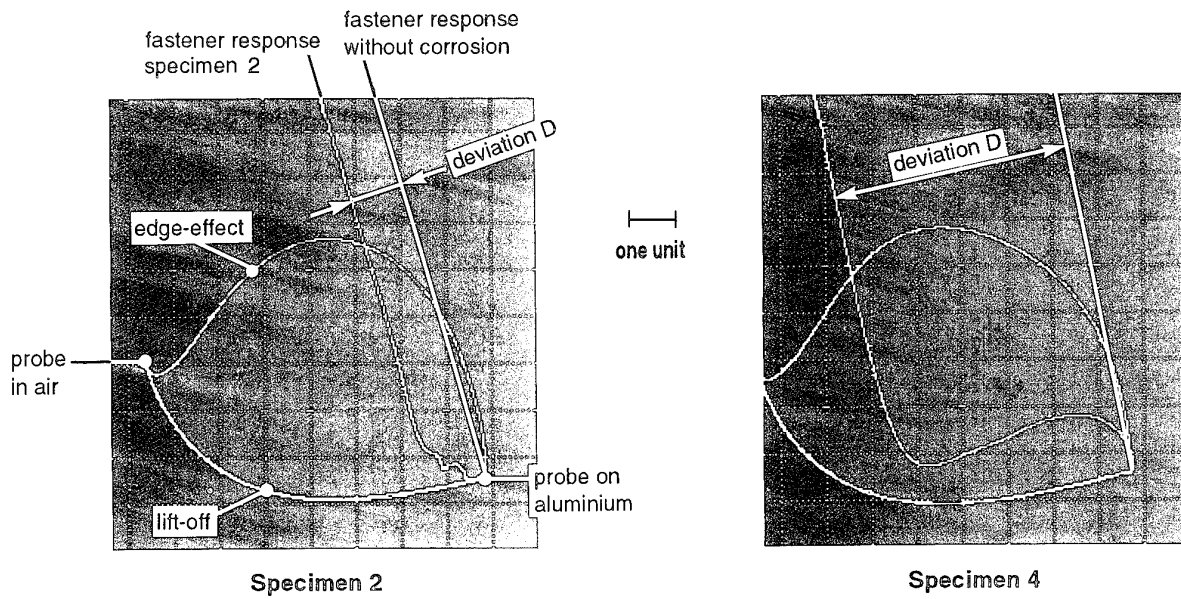 fastener response
specimen 2
fastener response
without corrosion
deviation D
edge-effect
probe
in air
lift-off
probe on
aluminium
Specimen 2
one unit
deviation D
Specimen 4